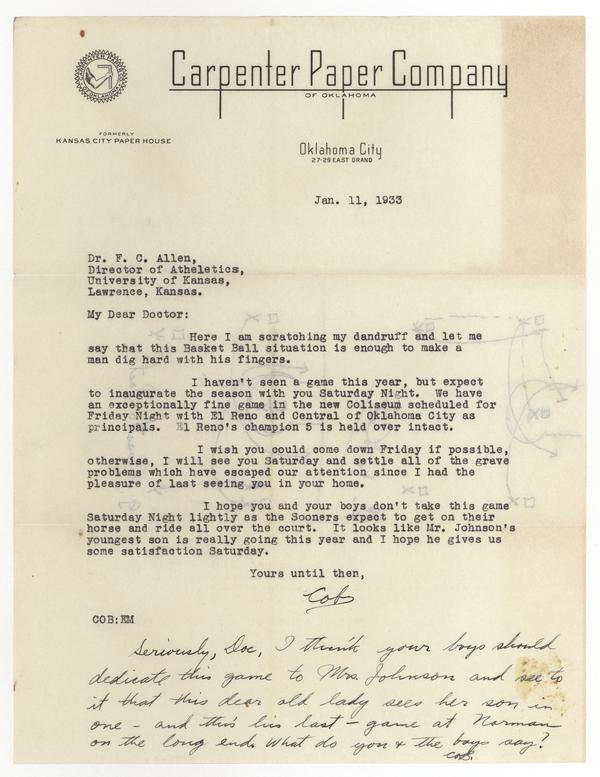 Carpenter Paper Company
OF OKLAHOMA
FORMERLY
KANSAS CITY PAPER HOUSE
Oklahoma City
27-29 EAST GRAND
Jan. 11, 1933
Dr. F. C. Allen,
Director of Atheletics,
University of Kansas,
Lawrence, Kansas.
My Dear Doctor:
Here I am scratching my dandruff and let me
say that this Basket Ball situation is enough to make a
man dig hard with his fingers.
I haven't seen a game this year, but expect
to inaugurate the season with you Saturday Night. We have
an exceptionally fine game in the new Coliseum scheduled for
Friday Night with El Reno and Central of Oklahoma City as
principals. El Reno's champion 5 is held over intact.
I wish you could come down Friday if possible,
otherwise, I will see you Saturday and settle all of the grave
problems which have escaped our attention since I had the
pleasure of last seeing you in your home.
I hope you and your boys don't take this game
Saturday Night lightly as the Sooners expect to get on their
horse and ride all over the court. It looks like Mr. Johnson's
youngest son is really going this year and I hope he gives us
some satisfaction Saturday.
Yours until then,
Cob
COB:EM
Seriously, Doc, I think your boys should
dedicate this game to Mrs. Johnson and see to
it that this dear old lady sees her son in
one - and this his last - game at Norman
on the long end. What do you & the boys say?
Cob.